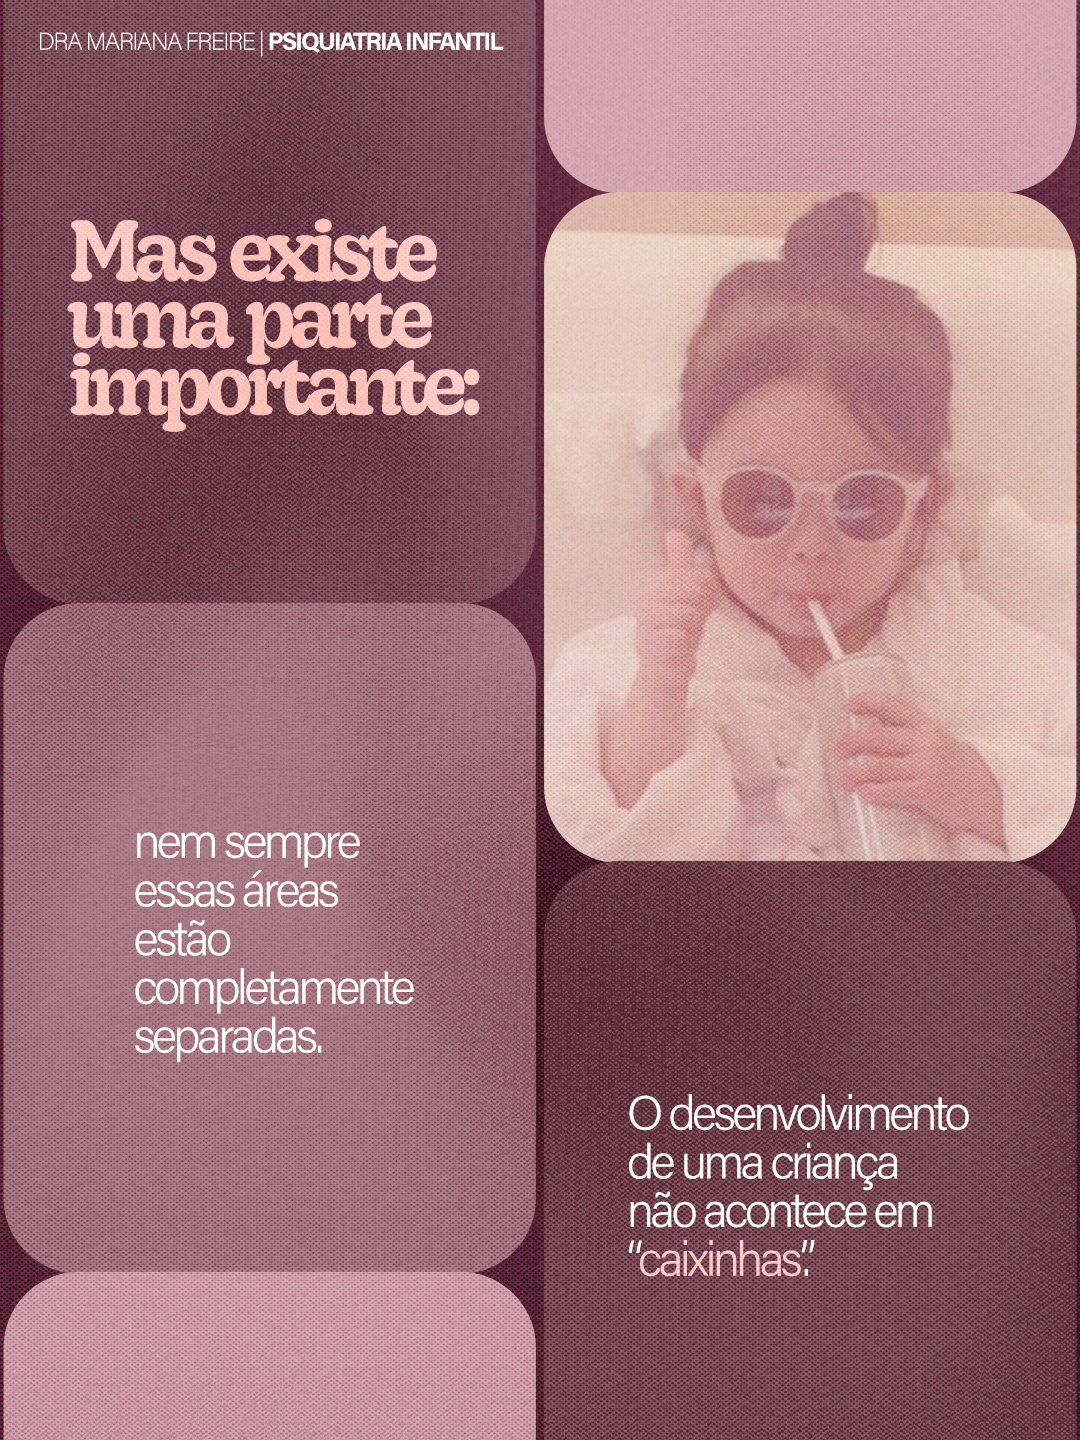 DRA MARIANA FREIRE | PSIQUIATRIA INFANTIL
Mas existe
uma parte
importante:
nem sempre
essas áreas
estão
completamente
separadas.
O desenvolvimento
de uma criança
não acontece em
“caixinhas”.